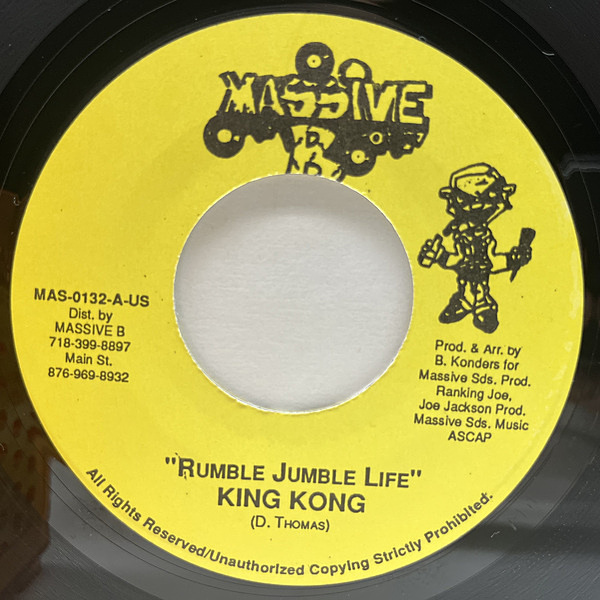 MASSIVE
B
MAS-0132-A-US
Dist. by
MASSIVE B
718-399-8897
Main St.
876-969-8932
Prod. & Arr. by
B. Konders for
Massive Sds. Prod.
Ranking Joe,
Joe Jackson Prod.
Massive Sds. Music
ASCAP
"RUMBLE JUMBLE LIFE"
KING KONG
(D. THOMAS)
All Rights Reserved/Unauthorized Copying Strictly Prohibited.